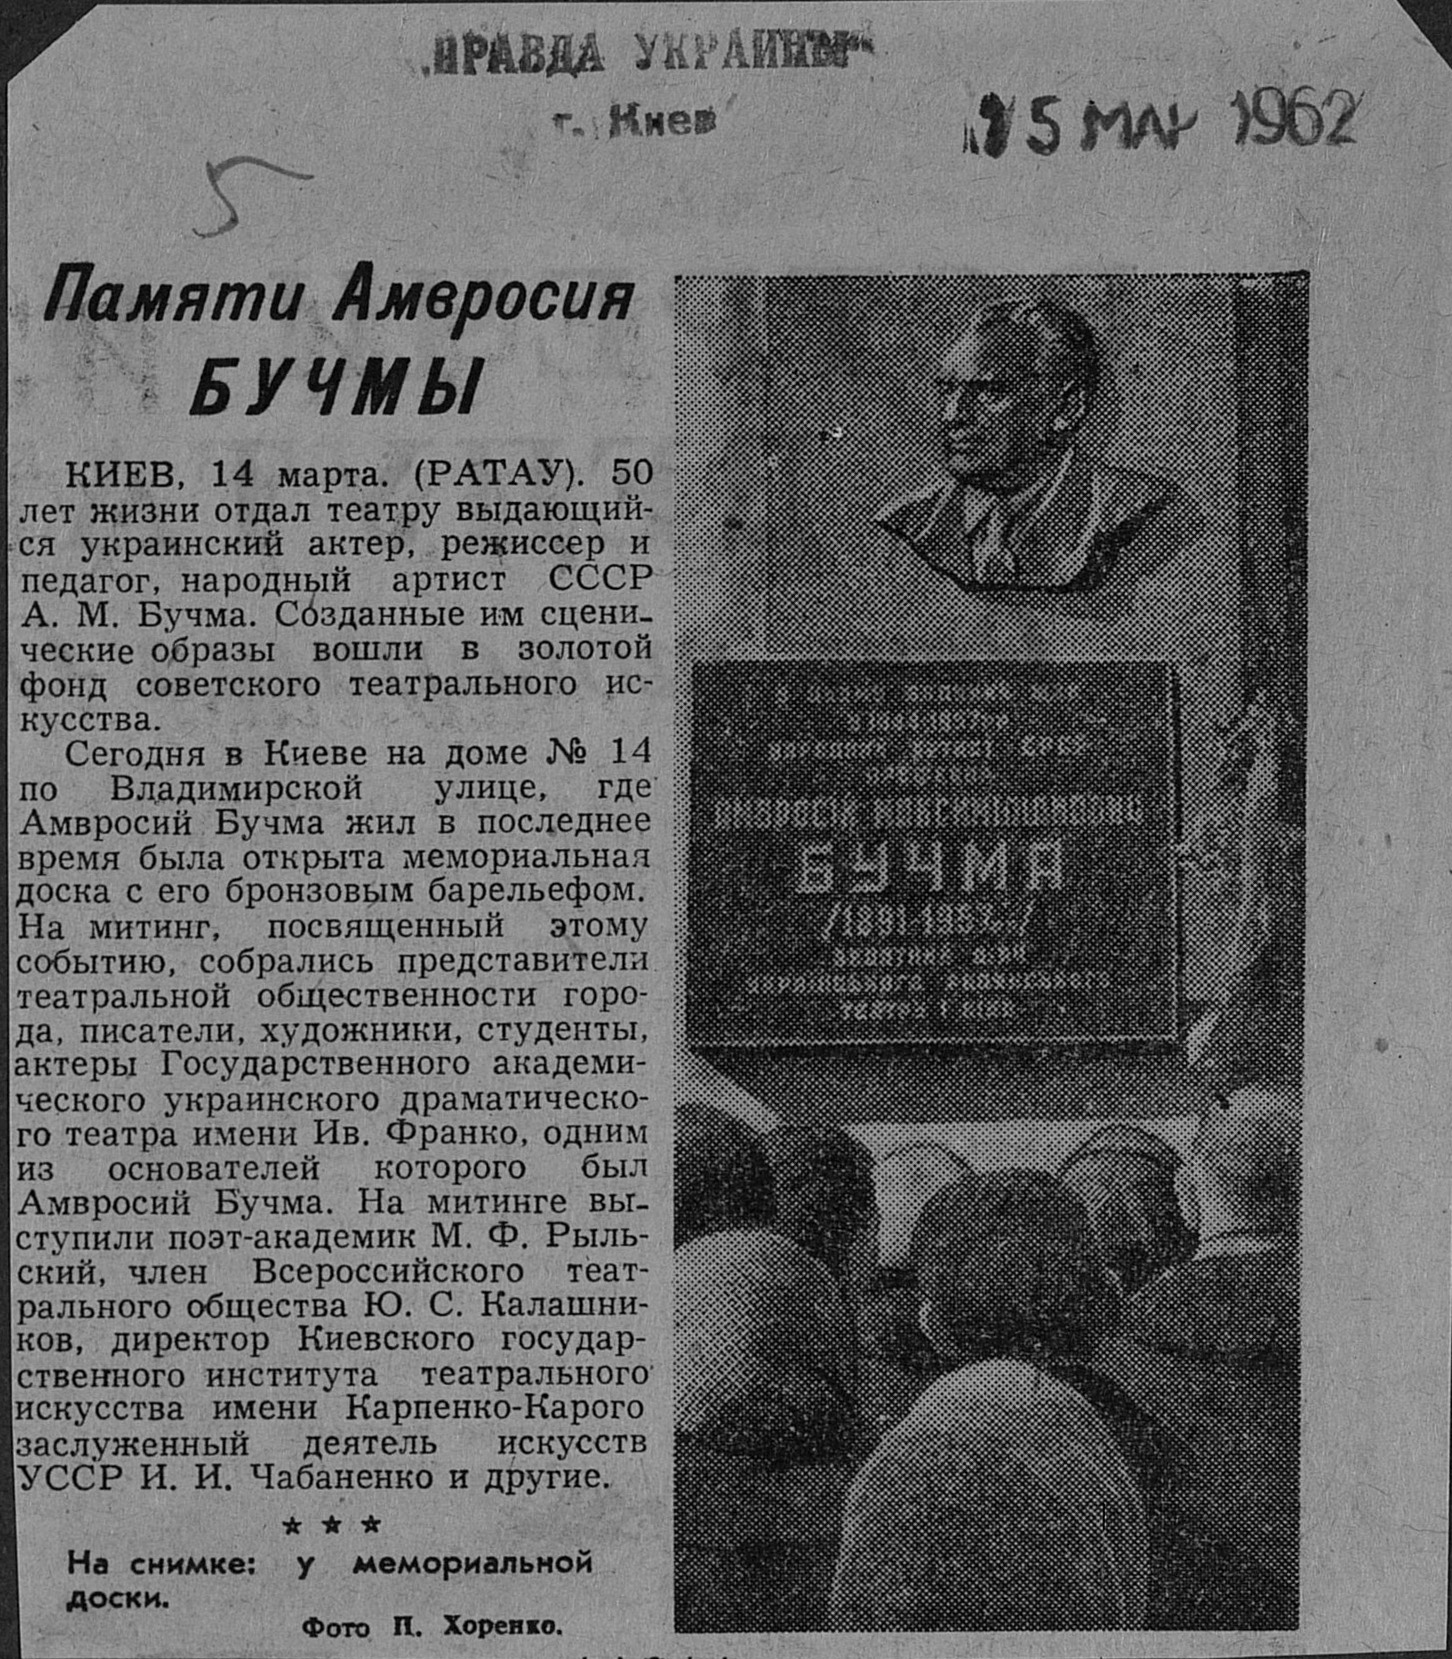 „ПРАВДА УКРАИНЫ“
г. Киев
15 МАР 1962
5
Памяти Амвросия
БУЧМЫ
КИЕВ, 14 марта. (РАТАУ). 50
лет жизни отдал театру выдающий-
ся украинский актер, режиссер и
педагог, народный артист СССР
А. М. Бучма. Созданные им сцени-
ческие образы вошли в золотой
фонд советского театрального ис-
кусства.
Сегодня в Киеве на доме № 14
по Владимирской улице, где
Амвросий Бучма жил в последнее
время была открыта мемориальная
доска с его бронзовым барельефом.
На митинг, посвященный этому
событию, собрались представители
театральной общественности горо-
да, писатели, художники, студенты,
актеры Государственного академи-
ческого украинского драматическо-
го театра имени Ив. Франко, одним
из основателей которого был
Амвросий Бучма. На митинге вы-
ступили поэт-академик М. Ф. Рыль-
ский, член Всероссийского теат-
рального общества Ю. С. Калашни-
ков, директор Киевского государ-
ственного института театрального
искусства имени Карпенко-Карого
заслуженный деятель искусств
УССР И. И. Чабаненко и другие.
На снимке: у мемориальной
доски.
Фото П. Хоренко.
БУЧМА